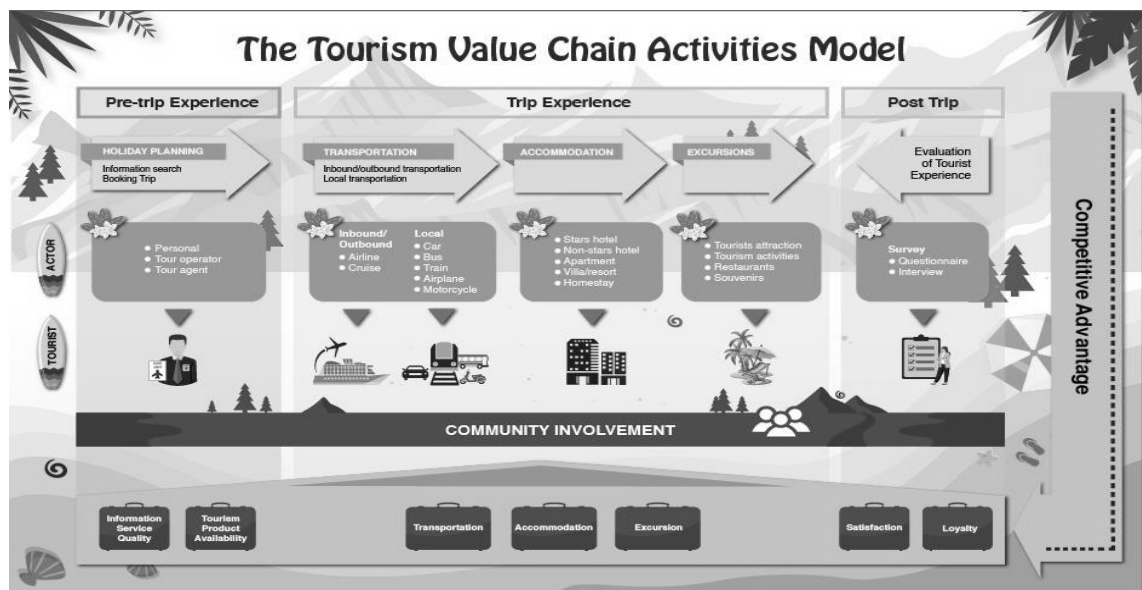 The Tourism Value Chain Activities Model
Pre-trip Experience
Trip Experience
Post Trip
HOLIDAY PLANNING
Information search
Booking Trip
TRANSPORTATION
Inbound/outbound transportation
Local transportation
ACCOMMODATION
EXCURSIONS
Evaluation
of Tourist
Experience
ACTOR
• Personal
• Tour operator
• Tour agent
Inbound/
Outbound
• Airline
• Cruise
Local
• Car
• Bus
• Train
• Airplane
• Motorcycle
• Stars hotel
• Non-stars hotel
• Apartment
• Villa/resort
• Homestay
• Tourists attraction
• Tourism activities
• Restaurants
• Souvenirs
Survey
• Questionnaire
• Interview
TOURIST
COMMUNITY INVOLVEMENT
Information
Service
Quality
Tourism
Product
Availability
Transportation
Accommodation
Excursion
Satisfaction
Loyalty
Competitive Advantage